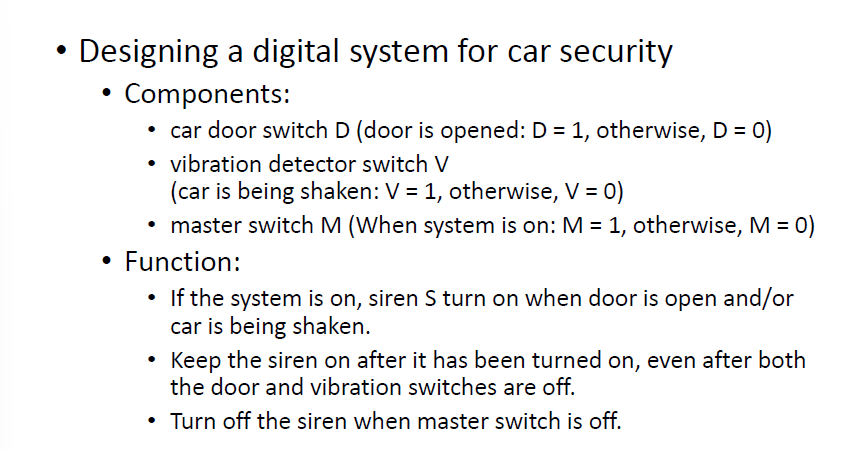 • Designing a digital system for car security
• Components:
• car door switch D (door is opened: D = 1, otherwise, D = 0)
• vibration detector switch V
(car is being shaken: V = 1, otherwise, V = 0)
• master switch M (When system is on: M = 1, otherwise, M = 0)
• Function:
• If the system is on, siren S turn on when door is open and/or
car is being shaken.
• Keep the siren on after it has been turned on, even after both
the door and vibration switches are off.
• Turn off the siren when master switch is off.